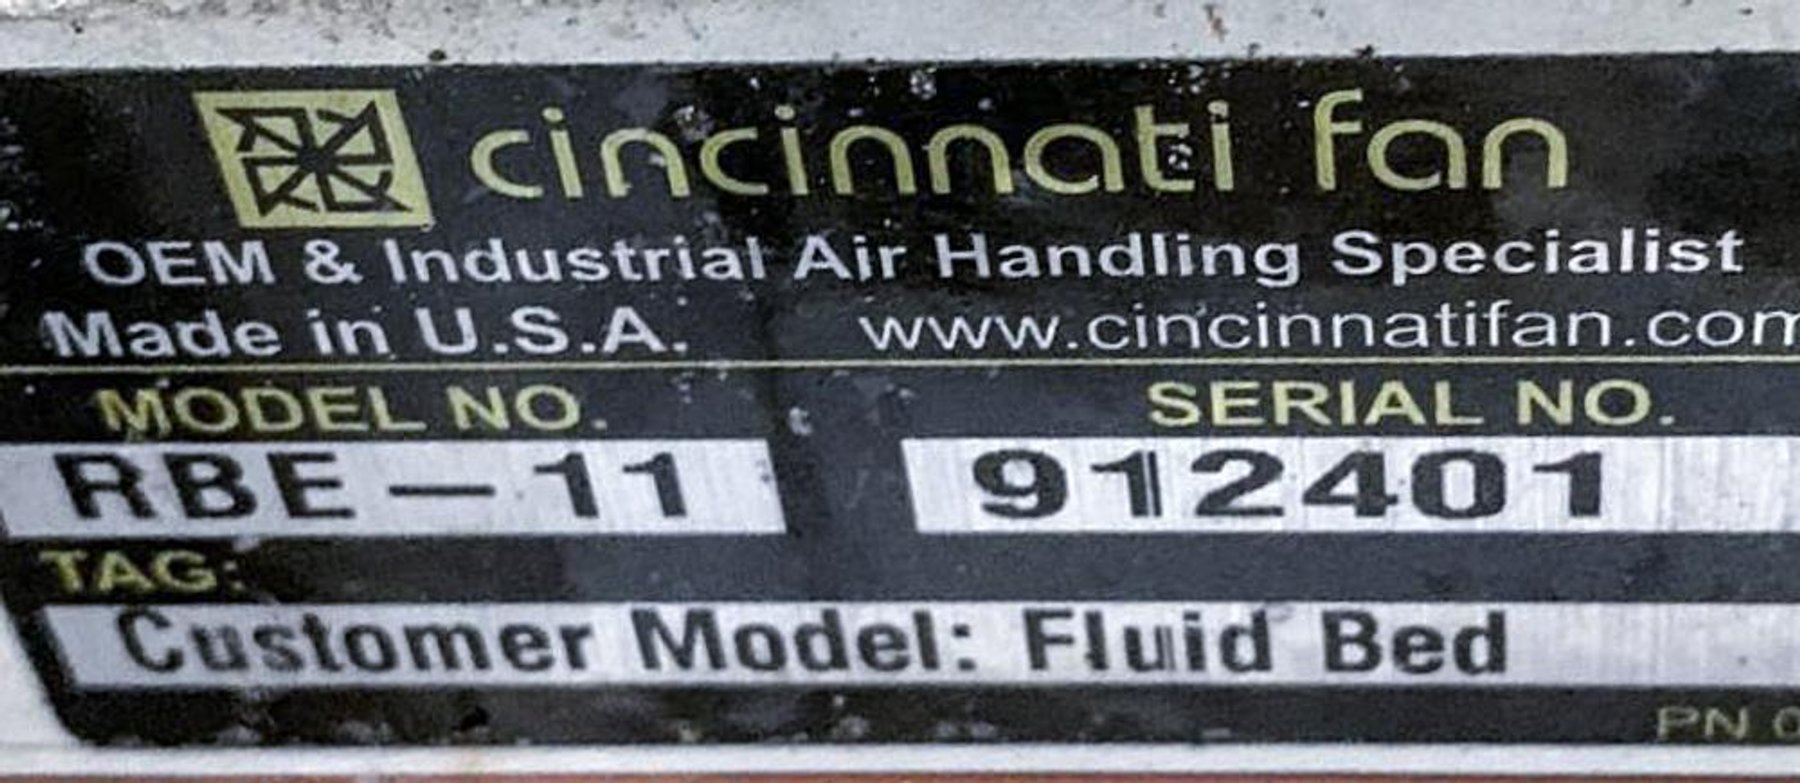 cincinnati fan
OEM & Industrial Air Handling Specialist
Made in U.S.A. www.cincinnatifan.com
MODEL NO. SERIAL NO.
RBE-11 912401
TAG:
Customer Model: Fluid Bed
PN